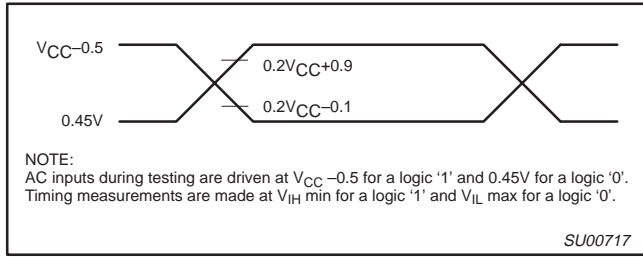 VCC–0.5
0.2VCC+0.9
0.2VCC–0.1
0.45V
NOTE:
AC inputs during testing are driven at VCC –0.5 for a logic ‘1’ and 0.45V for a logic ‘0’.
Timing measurements are made at VIH min for a logic ‘1’ and VIL max for a logic ‘0’.
SU00717